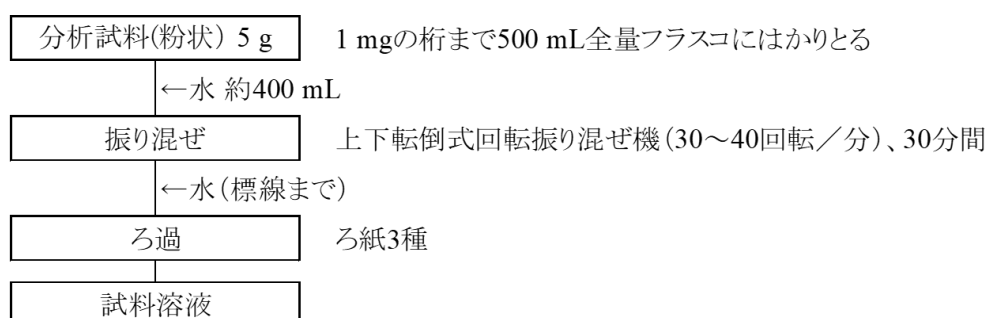 分析試料(粉状) 5 g　1 mgの桁まで500 mL全量フラスコにはかりとる
←水 約400 mL
振り混ぜ　上下転倒式回転振り混ぜ機(30～40回転／分)、30分間
←水(標線まで)
ろ過　ろ紙3種
試料溶液